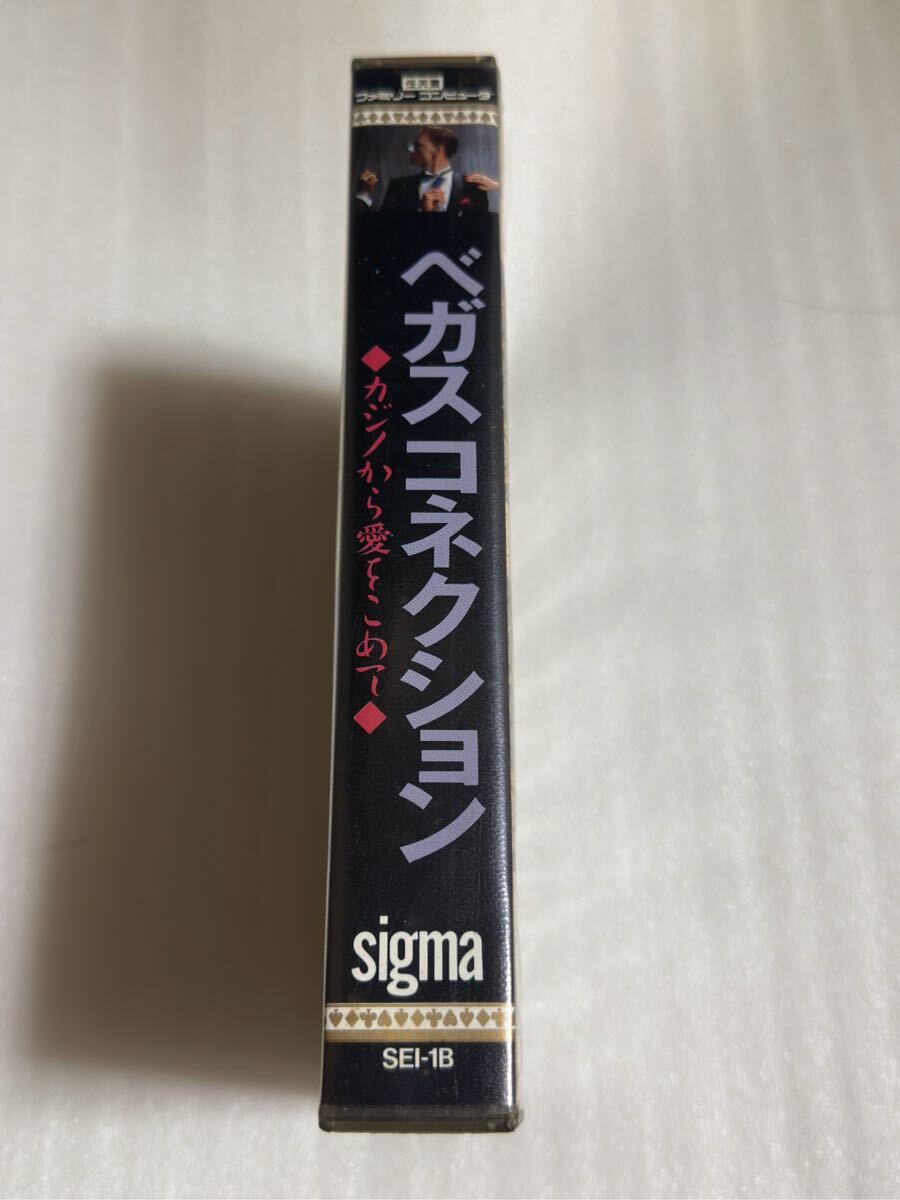 任天堂
ファミリー コンピュータ
ベガス コネクション
◆カジノから愛をこめて◆
sigma
SEI-1B